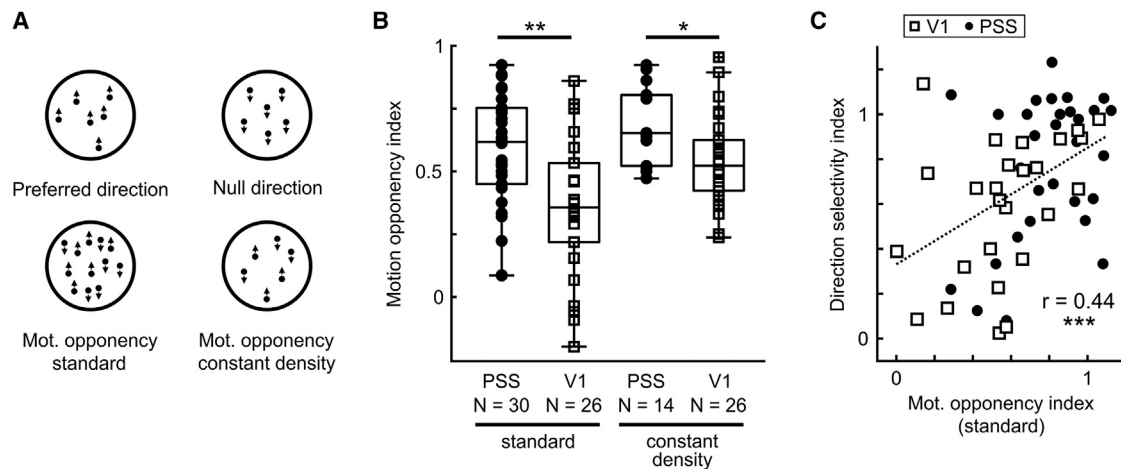 A
Preferred direction
Null direction
Mot. opponency
standard
Mot. opponency
constant density
B
**
*
Motion opponency index
1
0.5
0
PSS
V1
PSS
V1
N = 30
N = 26
N = 14
N = 26
standard
constant
density
C
V1
PSS
Direction selectivity index
1
0
r = 0.44
***
0
1
Mot. opponency index
(standard)